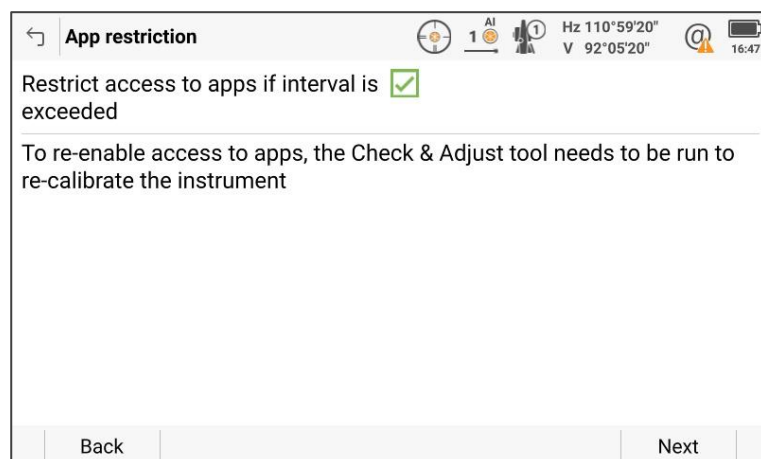 App restriction
1
AI
1
Hz 110°59'20"
V 92°05'20"
@
16:47
Restrict access to apps if interval is
exceeded
To re-enable access to apps, the Check & Adjust tool needs to be run to
re-calibrate the instrument
Back
Next